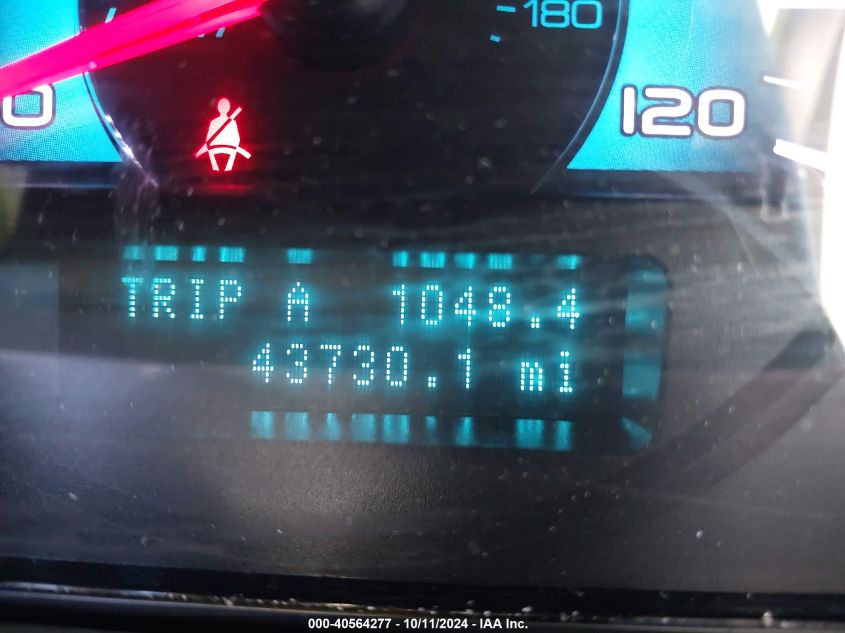 180
120
TRIP A 1048.4
43730.1 mi
000-40564277 - 10/11/2024 - IAA Inc.